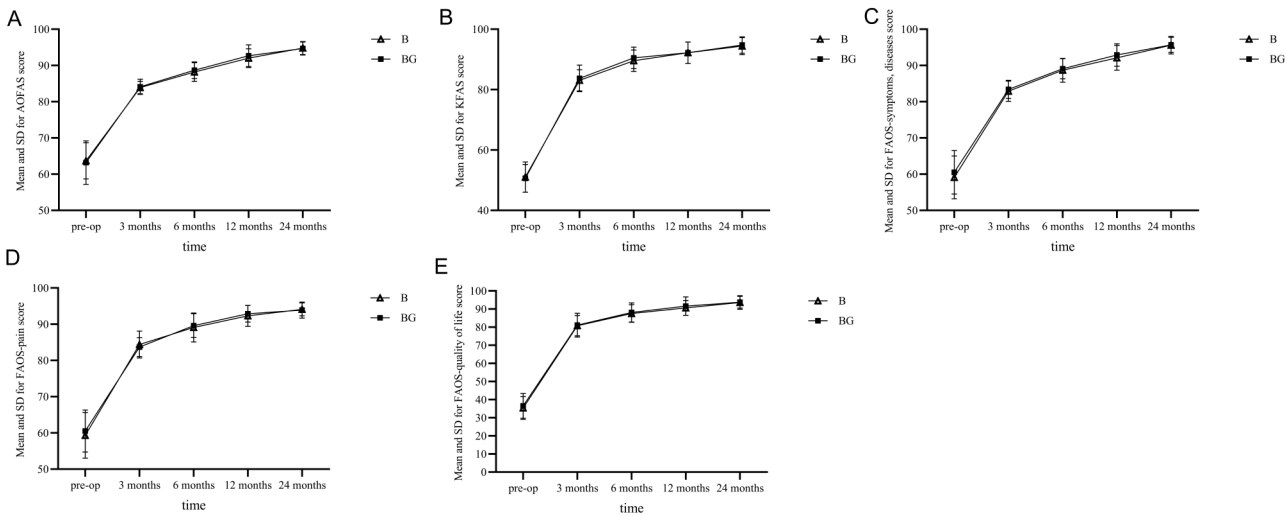 A
Mean and SD for AOFAS score
100
90
80
70
60
50
pre-op 3 months 6 months 12 months 24 months
time
B
BG
B
Mean and SD for KFAS score
100
80
60
40
pre-op 3 months 6 months 12 months 24 months
time
B
BG
C
Mean and SD for FAOS-symptoms, diseases score
100
90
80
70
60
50
pre-op 3 months 6 months 12 months 24 months
time
B
BG
D
Mean and SD for FAOS-pain score
100
90
80
70
60
50
pre-op 3 months 6 months 12 months 24 months
time
B
BG
E
Mean and SD for FAOS-quality of life score
100
90
80
70
60
50
40
30
20
10
0
pre-op 3 months 6 months 12 months 24 months
time
B
BG